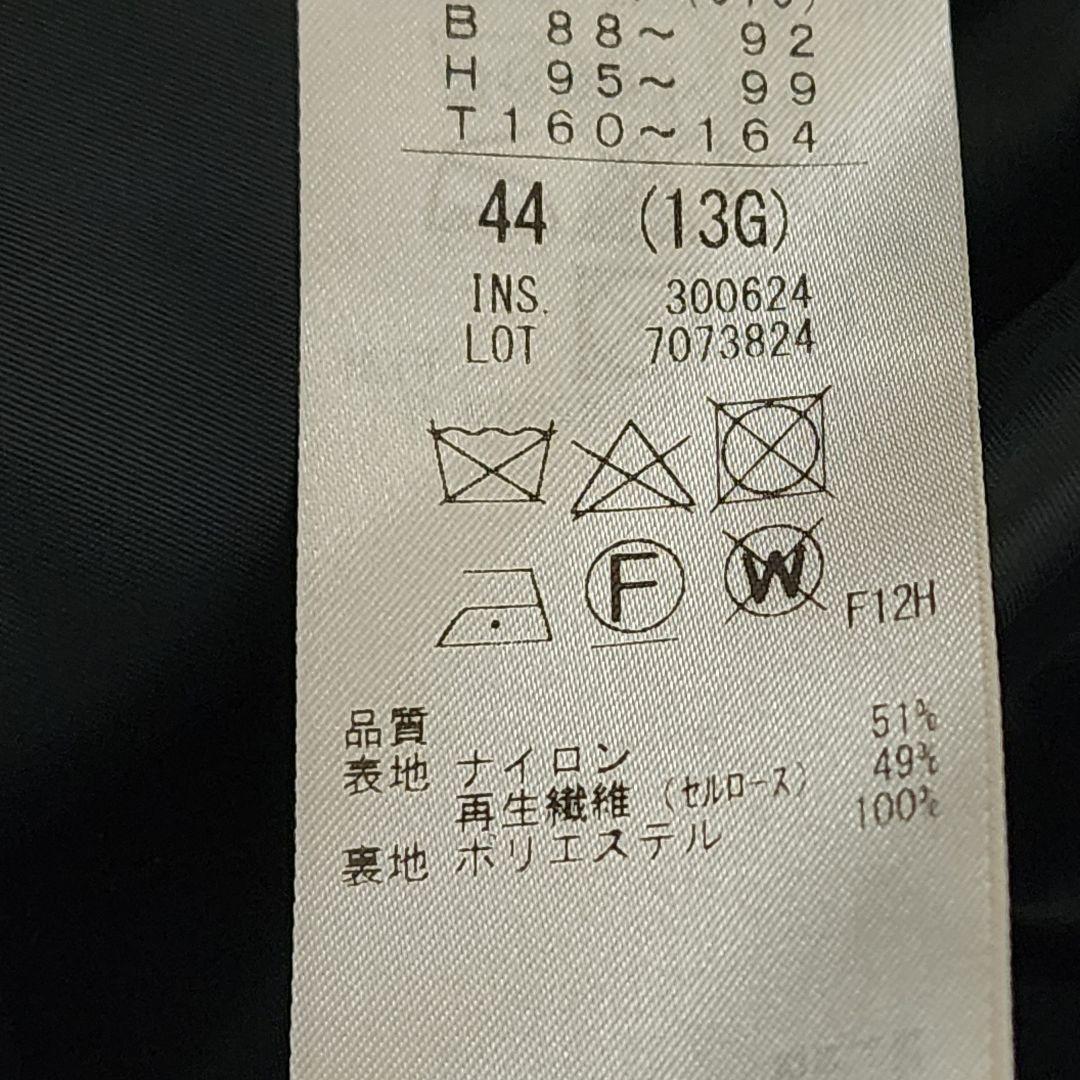 B 88～ 92
H 95～ 99
T160～164
44 (13G)
INS. 300624
LOT 7073824
F
W
F12H
品質
表地 ナイロン 51%
再生繊維（セルロース） 49%
裏地 ポリエステル 100%